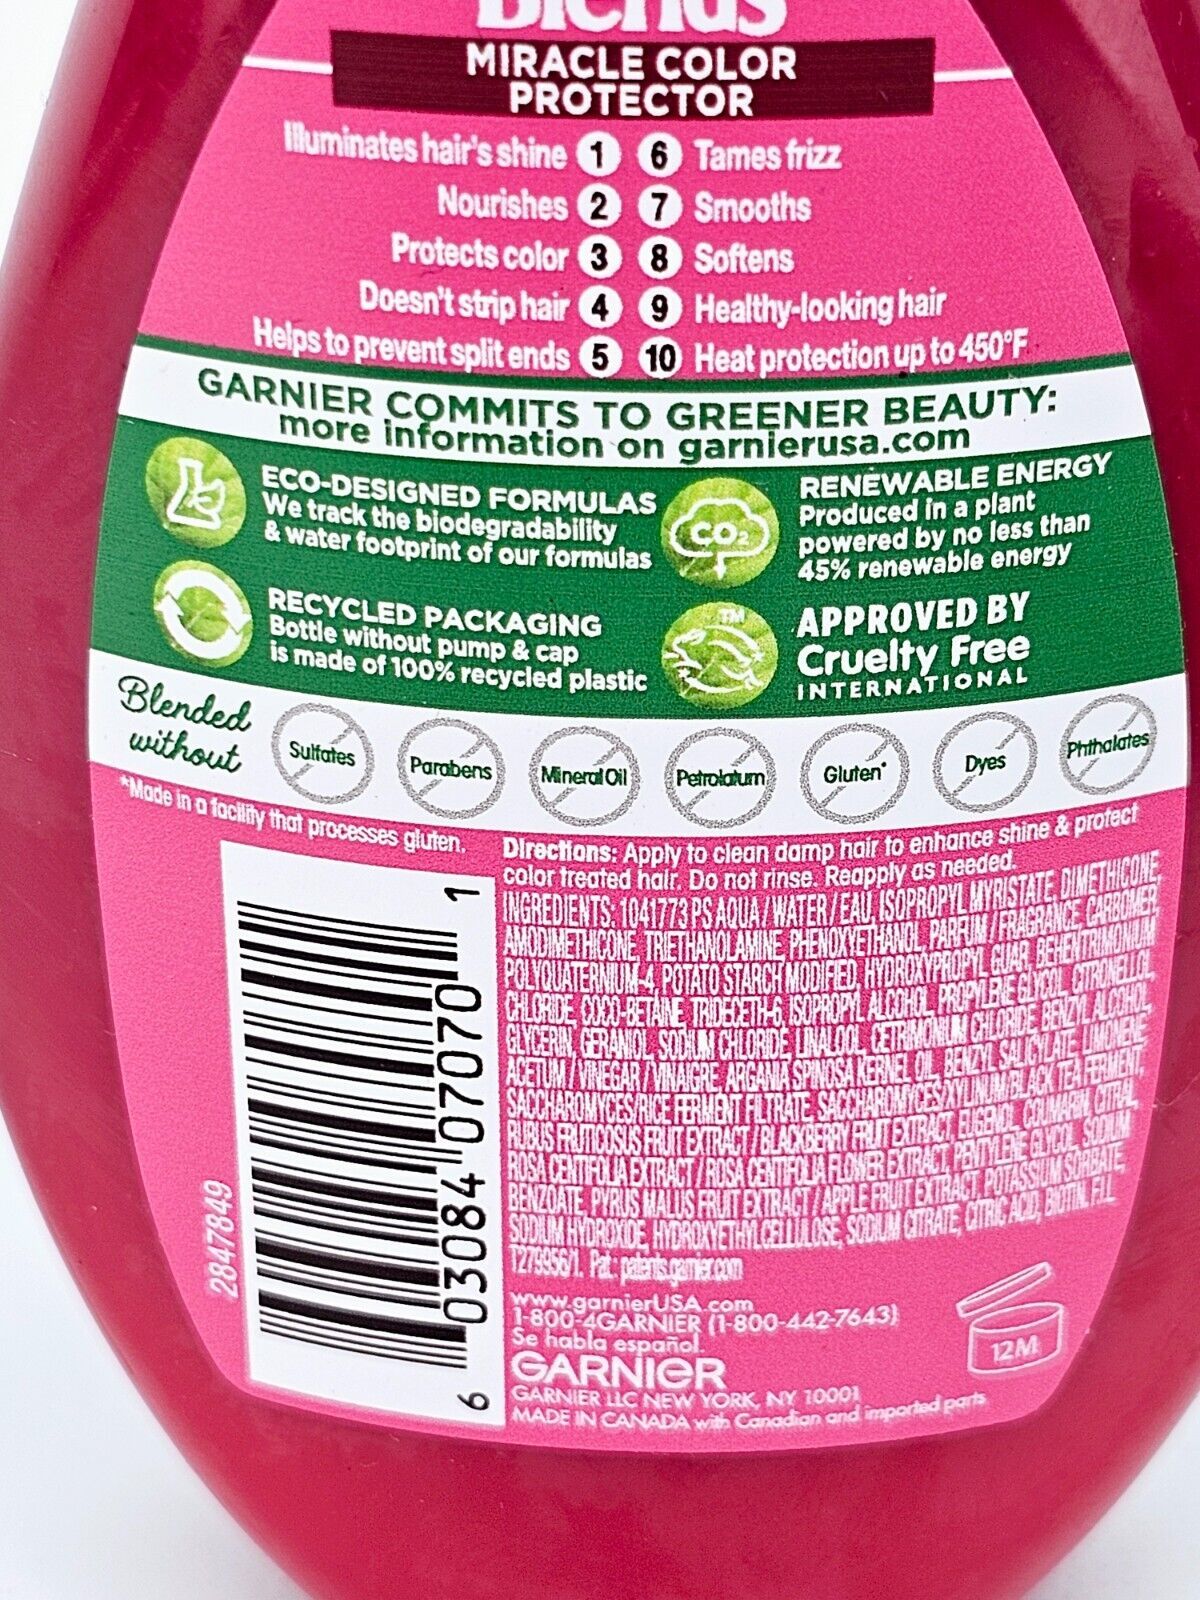 Blends
MIRACLE COLOR
PROTECTOR
Illuminates hair's shine 1 6 Tames frizz
Nourishes 2 7 Smooths
Protects color 3 8 Softens
Doesn't strip hair 4 9 Healthy-looking hair
Helps to prevent split ends 5 10 Heat protection up to 450°F
GARNIER COMMITS TO GREENER BEAUTY:
more information on garnierusa.com
ECO-DESIGNED FORMULAS
We track the biodegradability
& water footprint of our formulas
RENEWABLE ENERGY
Produced in a plant
powered by no less than
45% renewable energy
CO2
RECYCLED PACKAGING
Bottle without pump & cap
is made of 100% recycled plastic
TM
APPROVED BY
Cruelty Free
INTERNATIONAL
Blended
without
Sulfates
Parabens
Mineral Oil
Petrolatum
Gluten*
Dyes
Phthalates
*Made in a facility that processes gluten.
Directions: Apply to clean damp hair to enhance shine & protect
color treated hair. Do not rinse. Reapply as needed.
INGREDIENTS: 1041773 PS AQUA / WATER / EAU, ISOPROPYL MYRISTATE, DIMETHICONE,
AMODIMETHICONE, TRIETHANOLAMINE, PHENOXYETHANOL, PARFUM / FRAGRANCE, CARBOMER,
POLYQUATERNIUM-4, POTATO STARCH MODIFIED, HYDROXYPROPYL GUAR, BEHENTRIMONIUM
CHLORIDE, COCO-BETAINE, TRIDECETH-6, ISOPROPYL ALCOHOL, PROPYLENE GLYCOL, CITRONELLOL,
GLYCERIN, GERANIOL, SODIUM CHLORIDE, LINALOOL, CETRIMONIUM CHLORIDE, BENZYL ALCOHOL,
ACETUM / VINEGAR / VINAIGRE, ARGANIA SPINOSA KERNEL OIL, BENZYL SALICYLATE, LIMONENE,
SACCHAROMYCES/RICE FERMENT FILTRATE, SACCHAROMYCES/XYLINUM/BLACK TEA FERMENT,
RUBUS FRUTICOSUS FRUIT EXTRACT / BLACKBERRY FRUIT EXTRACT, EUGENOL, COUMARIN, CITRAL,
ROSA CENTIFOLIA EXTRACT / ROSA CENTIFOLIA FLOWER EXTRACT, PENTYLENE GLYCOL, SODIUM
BENZOATE, PYRUS MALUS FRUIT EXTRACT / APPLE FRUIT EXTRACT, POTASSIUM SORBATE,
SODIUM HYDROXIDE, HYDROXYETHYLCELLULOSE, SODIUM CITRATE, CITRIC ACID, BIOTIN, F.I.L.
T279956/1. Pat.: patents.garnier.com
www.garnierUSA.com
1-800-4GARNIER (1-800-442-7643)
Se habla español.
GARNIER
GARNIER LLC NEW YORK, NY 10001
MADE IN CANADA with Canadian and imported parts
12M
2847849
6 03084 07070 1